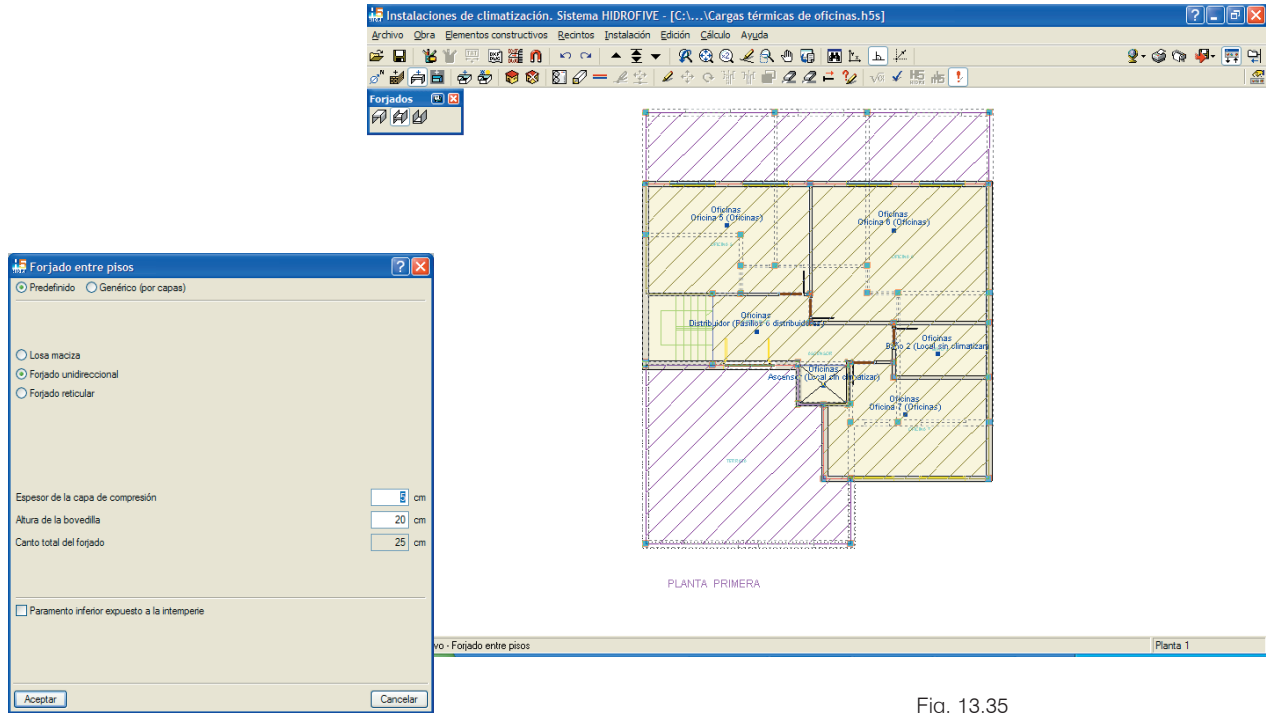 Instalaciones de climatización. Sistema HIDROFIVE - [C:\...\Cargas térmicas de oficinas.h5s]
Archivo Obra Elementos constructivos Recintos Instalación Edición Cálculo Ayuda
Forjados
Oficinas
Oficina 5 (Oficinas)
Oficinas
Oficina 6 (Oficinas)
Oficinas
Distribuidor (Pasillos o distribuidores)
Oficinas
Baño 2 (Local sin climatizar)
Oficinas
Ascensor (Local sin climatizar)
Oficinas
Oficina 7 (Oficinas)
PLANTA PRIMERA
vo - Forjado entre pisos
Planta 1
Forjado entre pisos
Predefinido Genérico (por capas)
Losa maciza
Forjado unidireccional
Forjado reticular
Espesor de la capa de compresión 5 cm
Altura de la bovedilla 20 cm
Canto total del forjado 25 cm
Paramento inferior expuesto a la intemperie
Aceptar Cancelar
Fig. 13.35